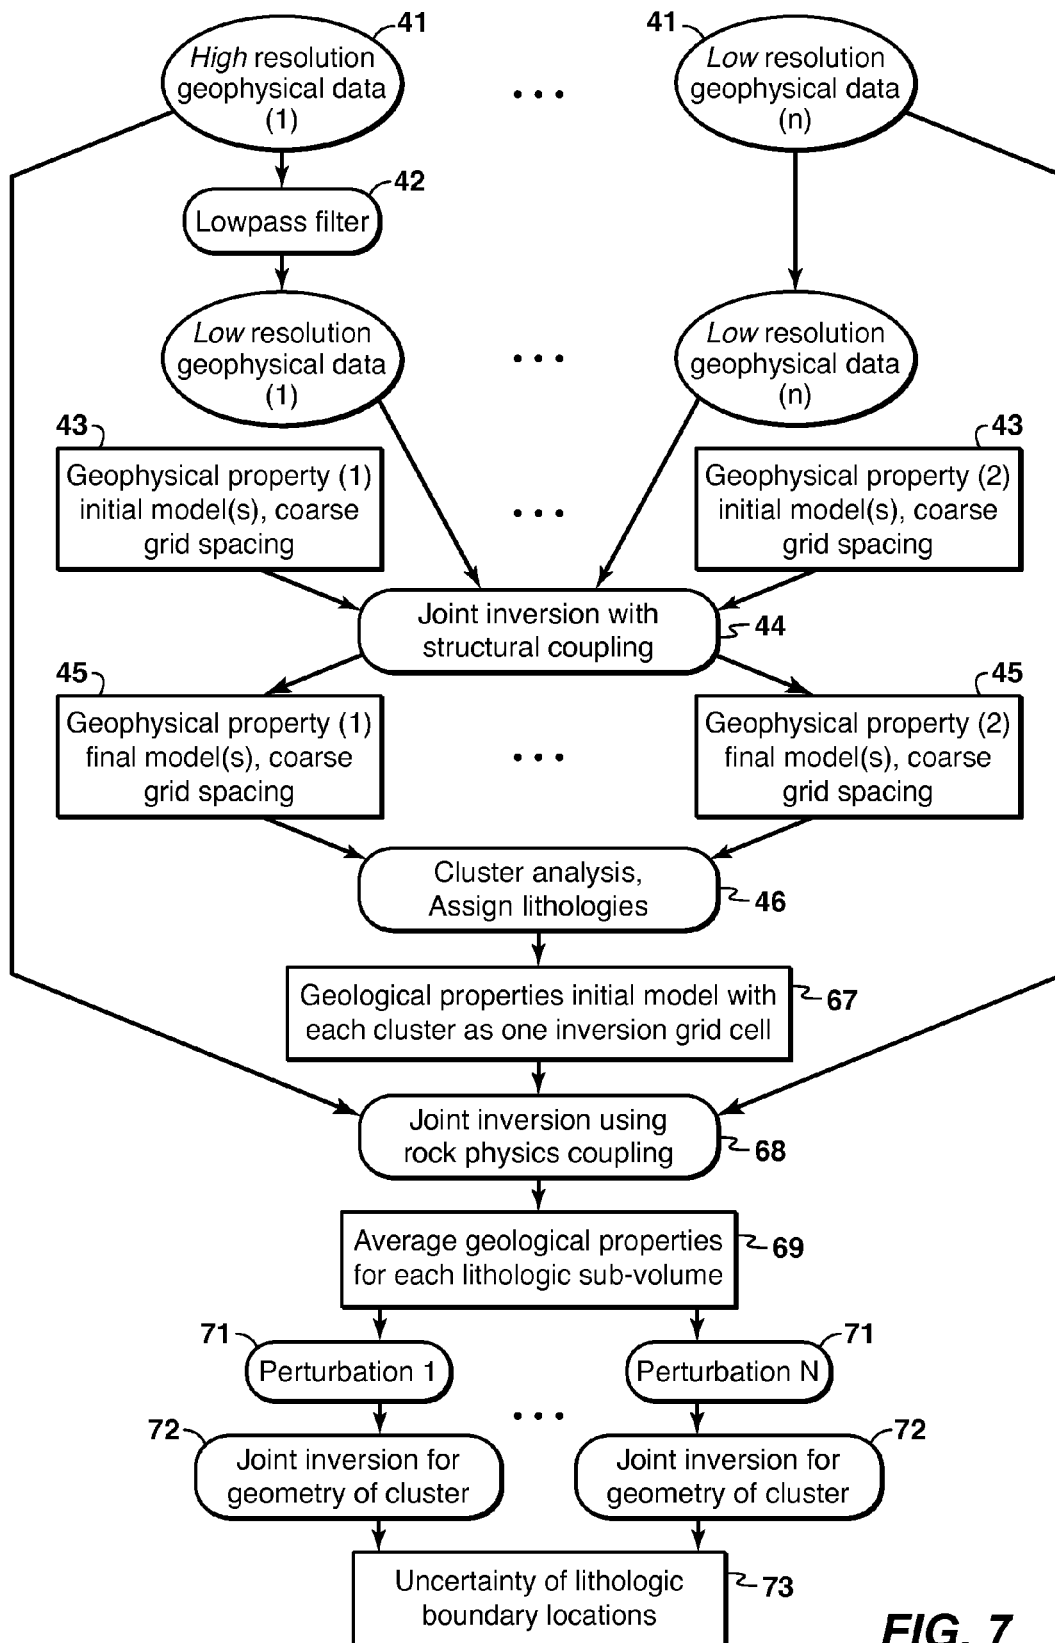 41
High resolution
geophysical data
(1)
41
Low resolution
geophysical data
(n)
42
Lowpass filter
Low resolution
geophysical data
(1)
Low resolution
geophysical data
(n)
43
Geophysical property (1)
initial model(s), coarse
grid spacing
43
Geophysical property (2)
initial model(s), coarse
grid spacing
Joint inversion with
structural coupling
44
45
Geophysical property (1)
final model(s), coarse
grid spacing
45
Geophysical property (2)
final model(s), coarse
grid spacing
Cluster analysis,
Assign lithologies
46
Geological properties initial model with
each cluster as one inversion grid cell
67
Joint inversion using
rock physics coupling
68
Average geological properties
for each lithologic sub-volume
69
71
Perturbation 1
71
Perturbation N
72
Joint inversion for
geometry of cluster
72
Joint inversion for
geometry of cluster
Uncertainty of lithologic
boundary locations
73
FIG. 7